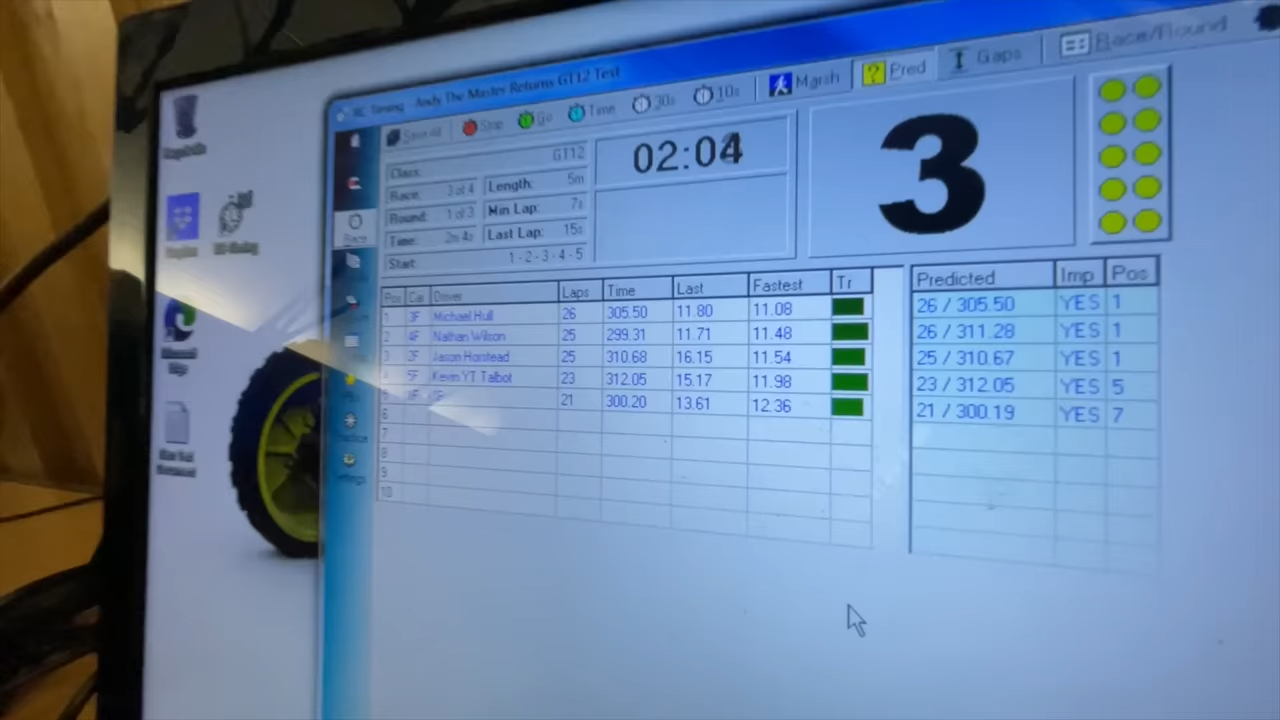 RC Timing - Andy The Master Returns GT12 Test
Save All Stop Go Time 30s 10s Marsh Pred Gaps Race/Round
Class: GT12
Race: 3 of 4 Length: 5m
Round: 1 of 3 Min Lap: 7s
Time: 2m 4s Last Lap: 15s
Start: 1 - 2 - 3 - 4 - 5
02:04
3
Race
Pos Car Driver Laps Time Last Fastest Tr
1 3F Michael Hull 26 305.50 11.80 11.08
2 4F Nathan Wilson 25 299.31 11.71 11.48
3 2F Jason Horstead 25 310.68 16.15 11.54
4 5F Kevin YT Talbot 23 312.05 15.17 11.98
5 21 300.20 13.61 12.36
6
7
8
9
10
Predicted Imp Pos
26 / 305.50 YES 1
26 / 311.28 YES 1
25 / 310.67 YES 1
23 / 312.05 YES 5
21 / 300.19 YES 7